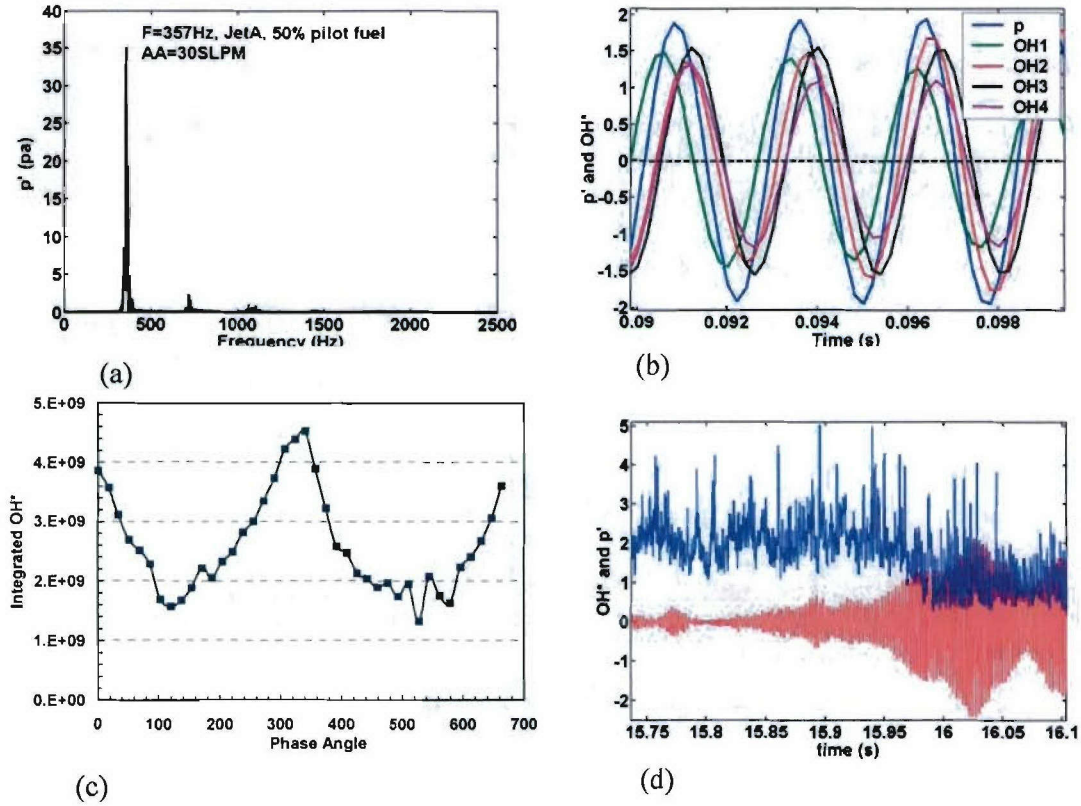 40
35
30
25
20
15
10
5
0
p' (pa)
F=357Hz, JetA, 50% pilot fuel
AA=30SLPM
0 500 1000 1500 2000 2500
Frequency (Hz)
(a)
2
1.5
1
0.5
0
-0.5
-1
-1.5
-2
p' and OH*
p
OH1
OH2
OH3
OH4
0.09 0.092 0.094 0.096 0.098
Time (s)
(b)
5.E+09
4.E+09
3.E+09
2.E+09
1.E+09
0.E+00
Integrated OH*
0 100 200 300 400 500 600 700
Phase Angle
(c)
5
4
3
2
1
0
-1
-2
OH* and p'
15.75 15.8 15.85 15.9 15.95 16 16.05 16.1
time (s)
(d)